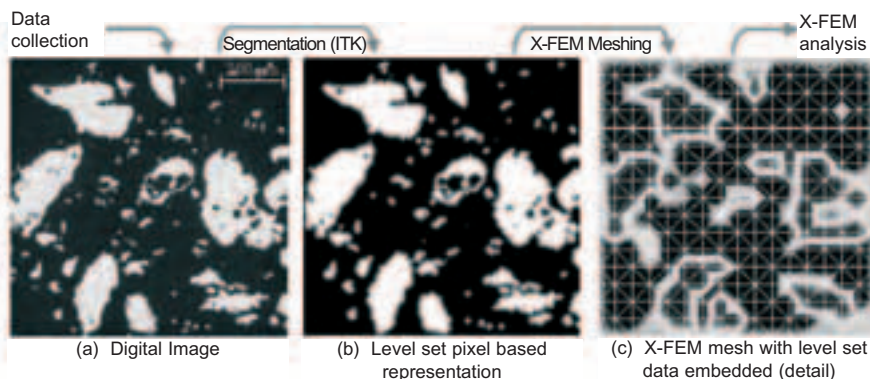 Data
collection
Segmentation (ITK)
X-FEM Meshing
X-FEM
analysis
(a) Digital Image
(b) Level set pixel based
representation
(c) X-FEM mesh with level set
data embedded (detail)